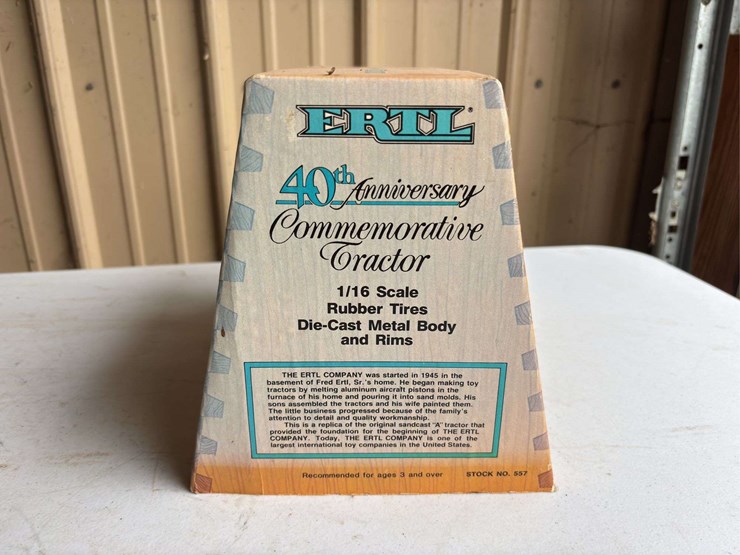 ERTL®
40th Anniversary
Commemorative
Tractor
1/16 Scale
Rubber Tires
Die-Cast Metal Body
and Rims
THE ERTL COMPANY was started in 1945 in the
basement of Fred Ertl, Sr.'s home. He began making toy
tractors by melting aluminum aircraft pistons in the
furnace of his home and pouring it into sand molds. His
sons assembled the tractors and his wife painted them.
The little business progressed because of the family's
attention to detail and quality workmanship.
This is a replica of the original sandcast "A" tractor that
provided the foundation for the beginning of THE ERTL
COMPANY. Today, THE ERTL COMPANY is one of the
largest international toy companies in the United States.
Recommended for ages 3 and over STOCK NO. 557